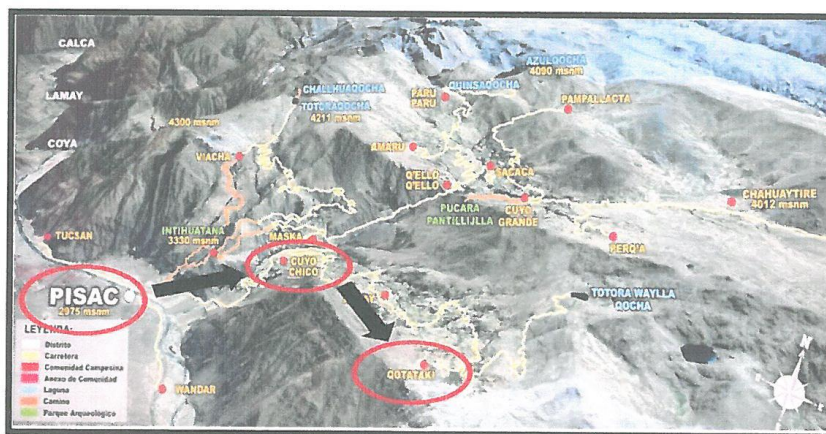 CALCA
LAMAY
COYA
AZULQOCHA
4090 msnm
CHALLHUAQOCHA
QUINSAQOCHA
PARU
PARU
PAMPALLACTA
TOTORAQOCHA
4211 msnm
4300 msnm
VIACHA
AMARU
SACACA
Q'ELLO
Q'ELLO
CHAHUAYTIRE
4012 msnm
PUCARA
PANTILLIJLLA
CUYO
GRANDE
TUCSAN
INTIHUATANA
3330 msnm
MASKA
PERQ'A
CUYO
CHICO
PISAC
2975 msnm
TOTORA WAYLLA
QOCHA
LEYENDA:
Distrito
Carretera
Comunidad Campesina
Anexo de Comunidad
Laguna
Camino
Parque Arqueológico
WANDAR
QOTATAKI
N